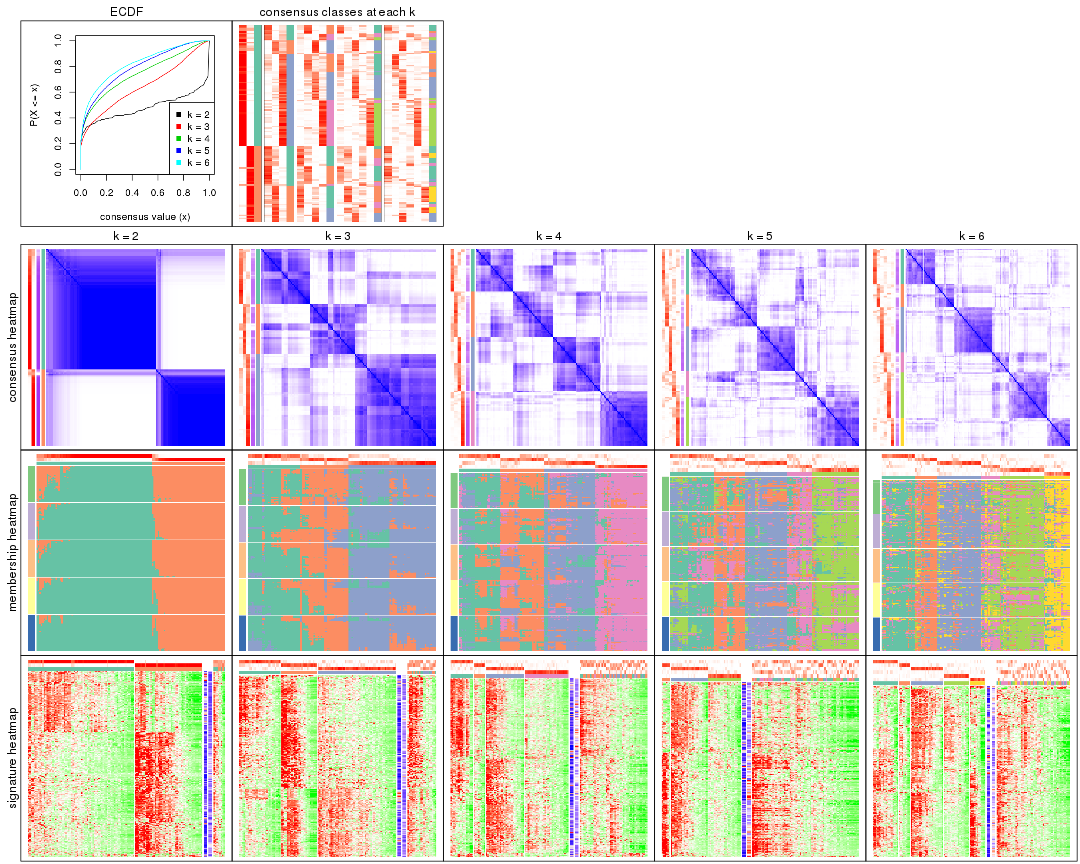 ECDF
consensus classes at each k
P(X <= x)
0.0
0.2
0.4
0.6
0.8
1.0
k = 2
k = 3
k = 4
k = 5
k = 6
0.0 0.2 0.4 0.6 0.8 1.0
consensus value (x)
k = 2
k = 3
k = 4
k = 5
k = 6
consensus heatmap
membership heatmap
signature heatmap